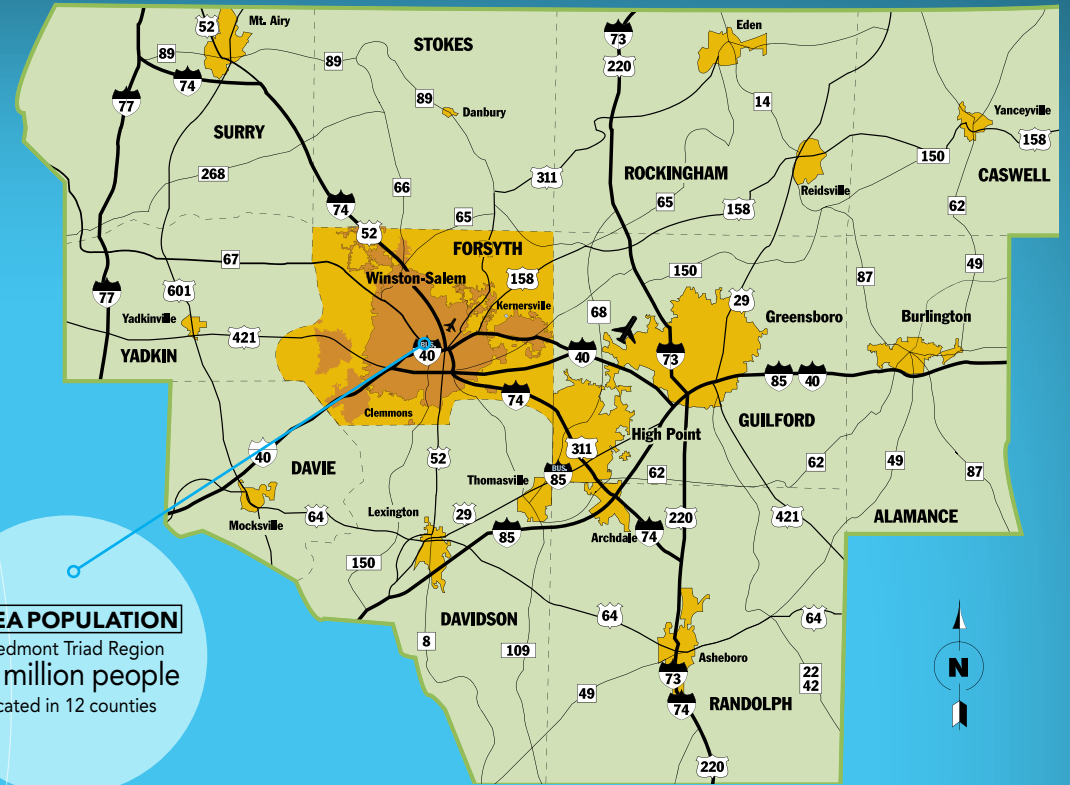 52
Mt. Airy
STOKES
73
220
Eden
89
74
89
77
89
Danbury
14
Yanceyville
158
SURRY
150
CASWELL
268
66
311
ROCKINGHAM
Reidsville
74
65
65
158
62
52
FORSYTH
67
Winston-Salem
158
150
49
87
77
601
Kernersville
68
29
Greensboro
Burlington
Yadkinville
421
YADKIN
BUS.
40
40
73
85
40
74
Clemmons
GUILFORD
High Point
40
DAVIE
52
311
62
62
49
87
Thomasville
BUS.
85
Mocksville
64
Lexington
29
85
Archdale
74
220
421
ALAMANCE
150
EA POPULATION
edmont Triad Region
million people
cated in 12 counties
DAVIDSON
64
64
8
109
Asheboro
49
73
22
42
74
RANDOLPH
220
N